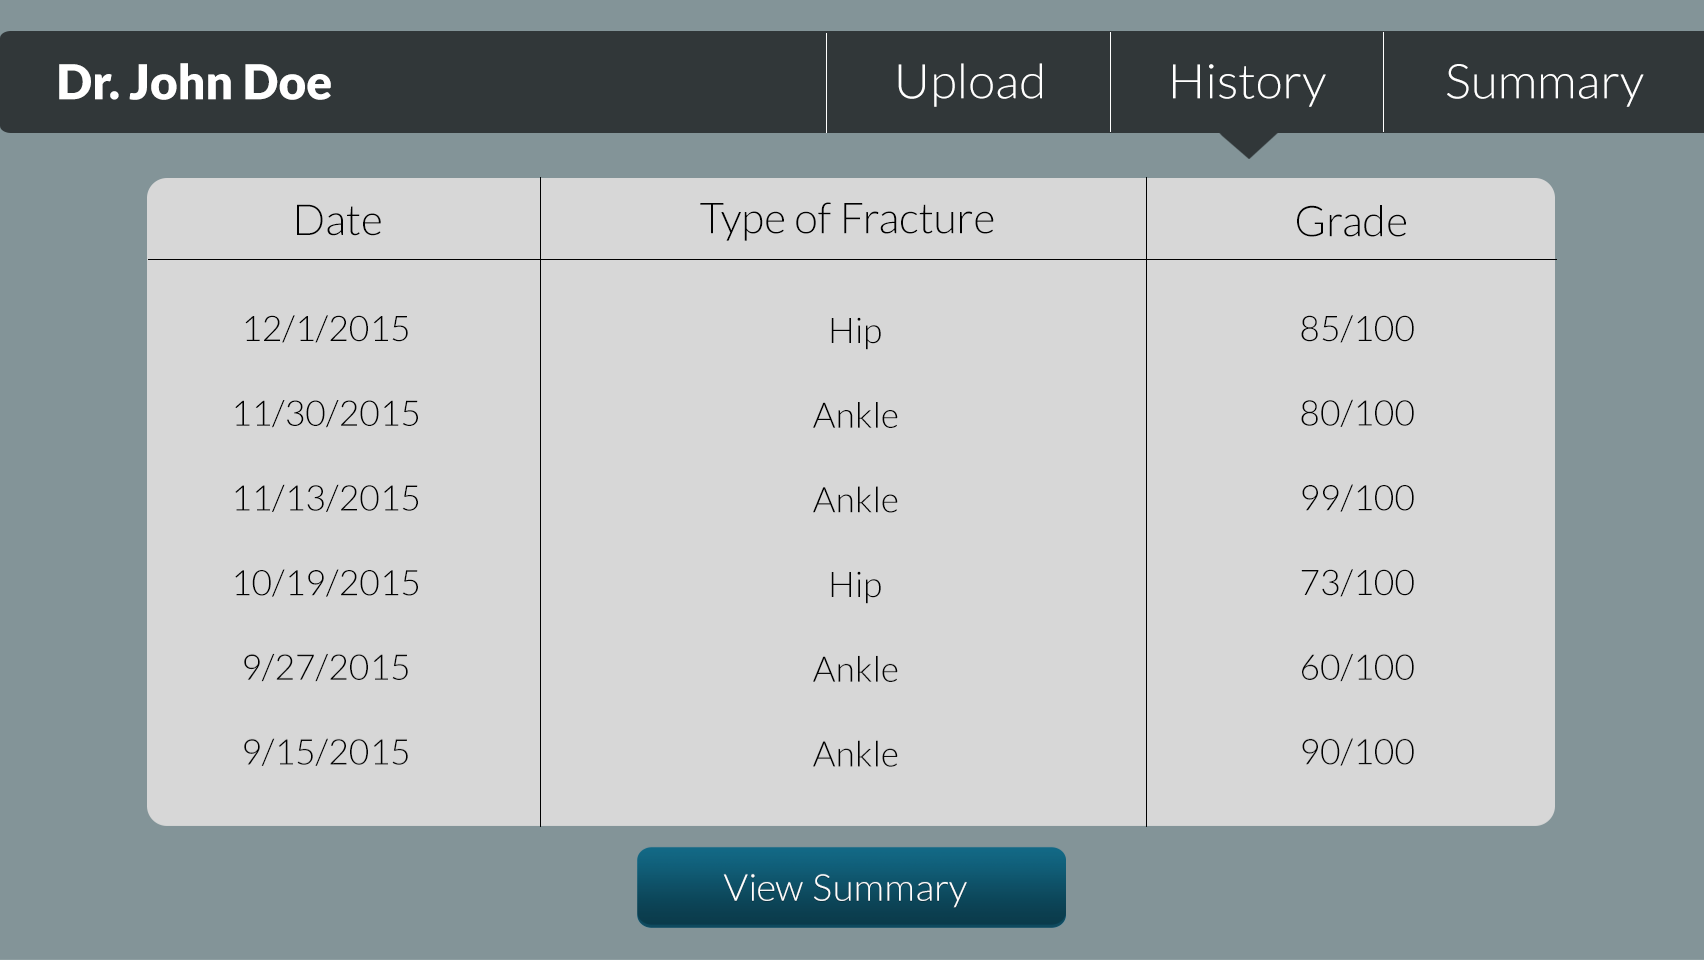 Dr. John Doe Upload History Summary
Date Type of Fracture Grade
12/1/2015 Hip 85/100
11/30/2015 Ankle 80/100
11/13/2015 Ankle 99/100
10/19/2015 Hip 73/100
9/27/2015 Ankle 60/100
9/15/2015 Ankle 90/100
View Summary